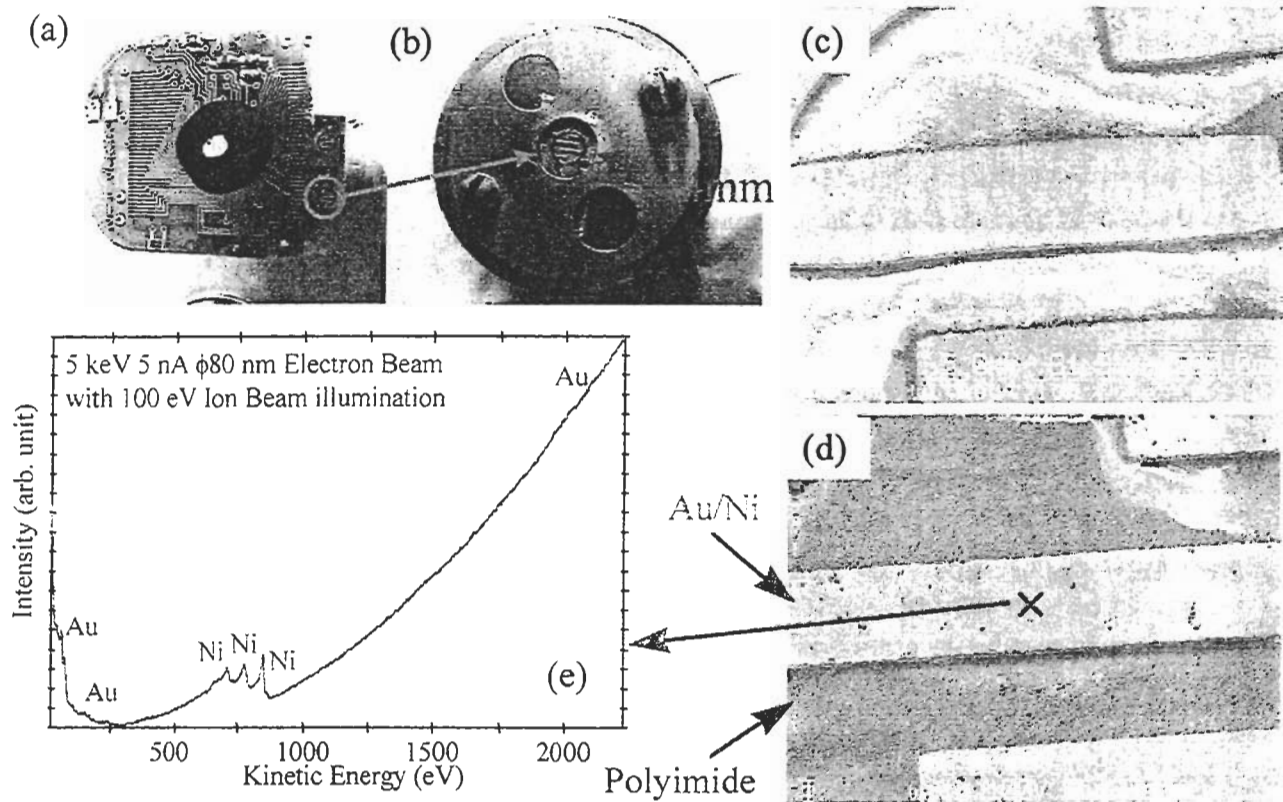 (a)
(b)
mm
(c)
5 keV 5 nA ϕ80 nm Electron Beam
with 100 eV Ion Beam illumination
Au
Au
Au
Ni
Ni
Ni
(e)
Intensity (arb. unit)
500
1000
1500
2000
Kinetic Energy (eV)
(d)
Au/Ni
Polyimide